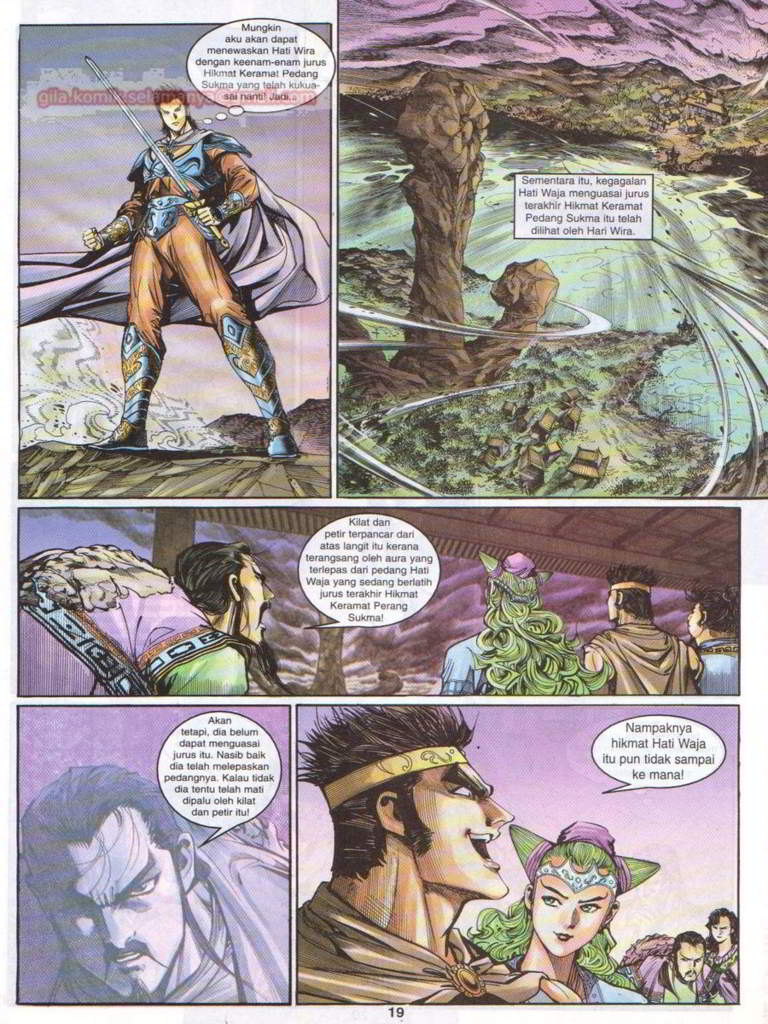 Mungkin
aku akan dapat
menewaskan Hati Wira
dengan keenam-enam jurus
Hikmat Keramat Pedang
Sukma yang telah kukua-
sai nanti! Jadi...
Sementara itu, kegagalan
Hati Waja menguasai jurus
terakhir Hikmat Keramat
Pedang Sukma itu telah
dilihat oleh Hari Wira.
Kilat dan
petir terpancar dari
atas langit itu kerana
terangsang oleh aura yang
terlepas dari pedang Hati
Waja yang sedang berlatih
jurus terakhir Hikmat
Keramat Perang
Sukma!
Akan
tetapi, dia belum
dapat menguasai
jurus itu. Nasib baik
dia telah melepaskan
pedangnya. Kalau tidak
dia tentu telah mati
dipalu oleh kilat
dan petir itu!
Nampaknya
hikmat Hati Waja
itu pun tidak sampai
ke mana!
19